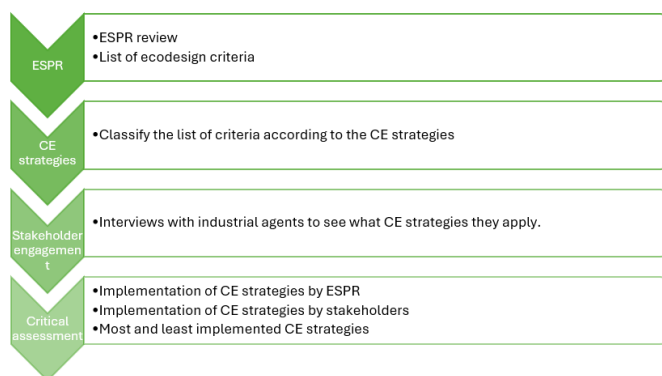 ESPR
•ESPR review
•List of ecodesign criteria
CE
strategies
•Classify the list of criteria according to the CE strategies
Stakeholder
engagemen
t
•Interviews with industrial agents to see what CE strategies they apply.
Critical
assessment
•Implementation of CE strategies by ESPR
•Implementation of CE strategies by stakeholders
•Most and least implemented CE strategies